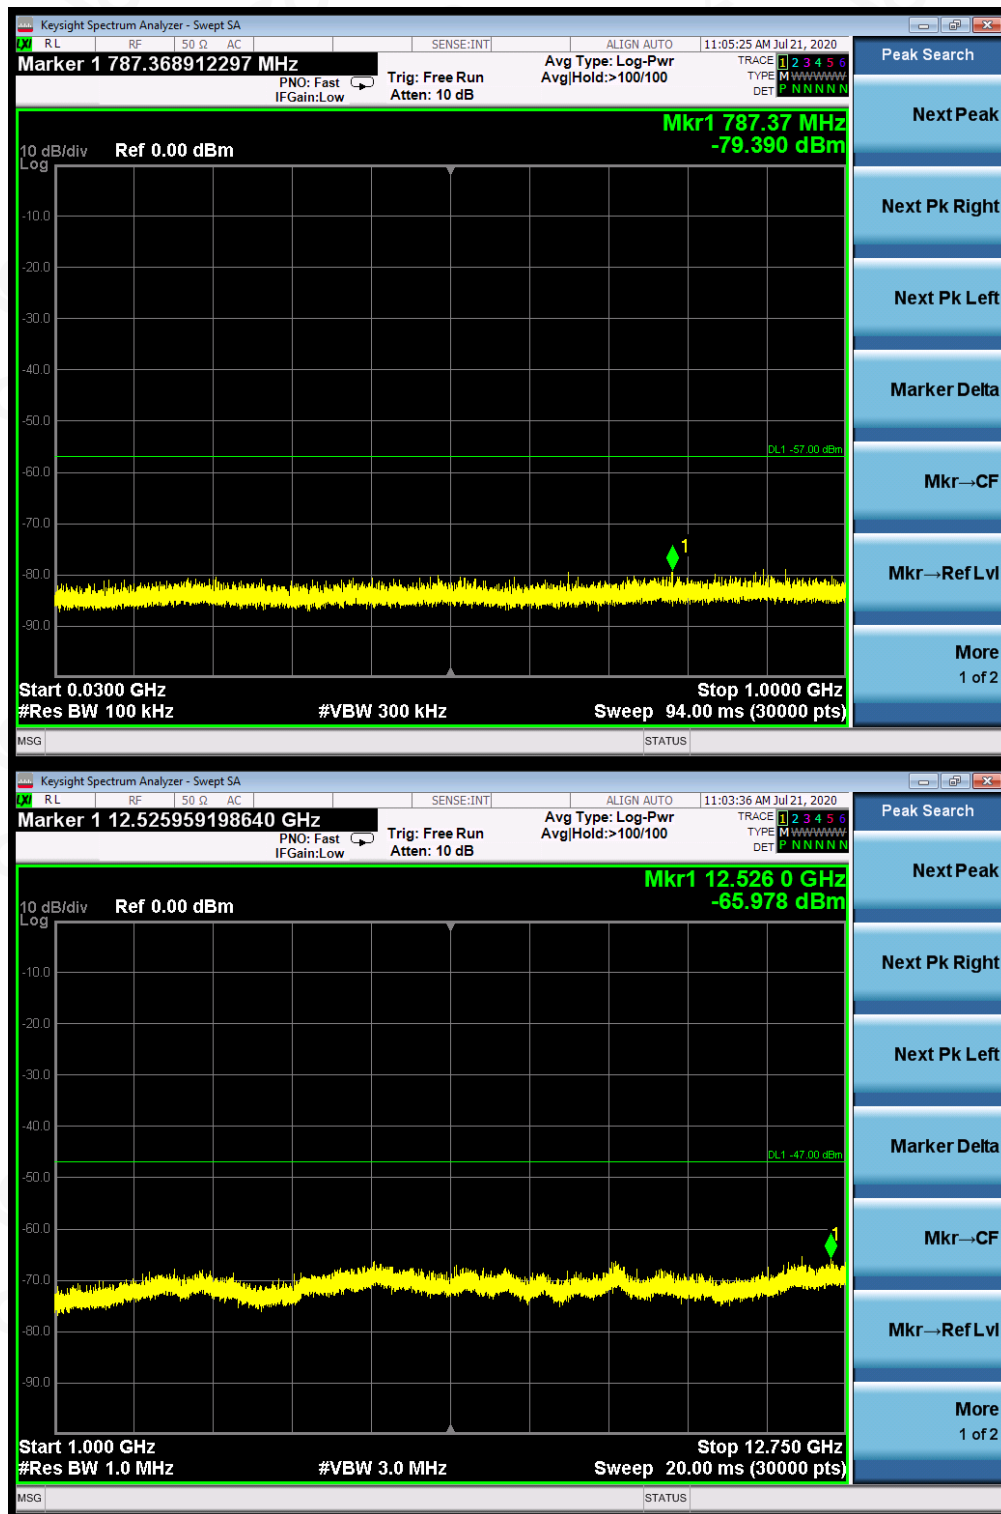 Keysight Spectrum Analyzer - Swept SA
LXI RL RF 50 Ω AC SENSE:INT ALIGN AUTO 11:05:25 AM Jul 21, 2020
Marker 1 787.368912297 MHz
PNO: Fast
IFGain:Low
Trig: Free Run
Atten: 10 dB
Avg Type: Log-Pwr
Avg|Hold:>100/100
TRACE 1 2 3 4 5 6
TYPE M WWWWW
DET P N N N N N
Mkr1 787.37 MHz
-79.390 dBm
10 dB/div Ref 0.00 dBm
Log
-10.0
-20.0
-30.0
-40.0
-50.0
DL1 -57.00 dBm
-60.0
-70.0
1
-80.0
-90.0
Start 0.0300 GHz Stop 1.0000 GHz
#Res BW 100 kHz #VBW 300 kHz Sweep 94.00 ms (30000 pts)
MSG STATUS
Peak Search
Next Peak
Next Pk Right
Next Pk Left
Marker Delta
Mkr→CF
Mkr→Ref Lvl
More
1 of 2
Keysight Spectrum Analyzer - Swept SA
LXI RL RF 50 Ω AC SENSE:INT ALIGN AUTO 11:03:36 AM Jul 21, 2020
Marker 1 12.525959198640 GHz
PNO: Fast
IFGain:Low
Trig: Free Run
Atten: 10 dB
Avg Type: Log-Pwr
Avg|Hold:>100/100
TRACE 1 2 3 4 5 6
TYPE M WWWWW
DET P N N N N N
Mkr1 12.526 0 GHz
-65.978 dBm
10 dB/div Ref 0.00 dBm
Log
-10.0
-20.0
-30.0
-40.0
DL1 -47.00 dBm
-50.0
-60.0
1
-70.0
-80.0
-90.0
Start 1.000 GHz Stop 12.750 GHz
#Res BW 1.0 MHz #VBW 3.0 MHz Sweep 20.00 ms (30000 pts)
MSG STATUS
Peak Search
Next Peak
Next Pk Right
Next Pk Left
Marker Delta
Mkr→CF
Mkr→Ref Lvl
More
1 of 2